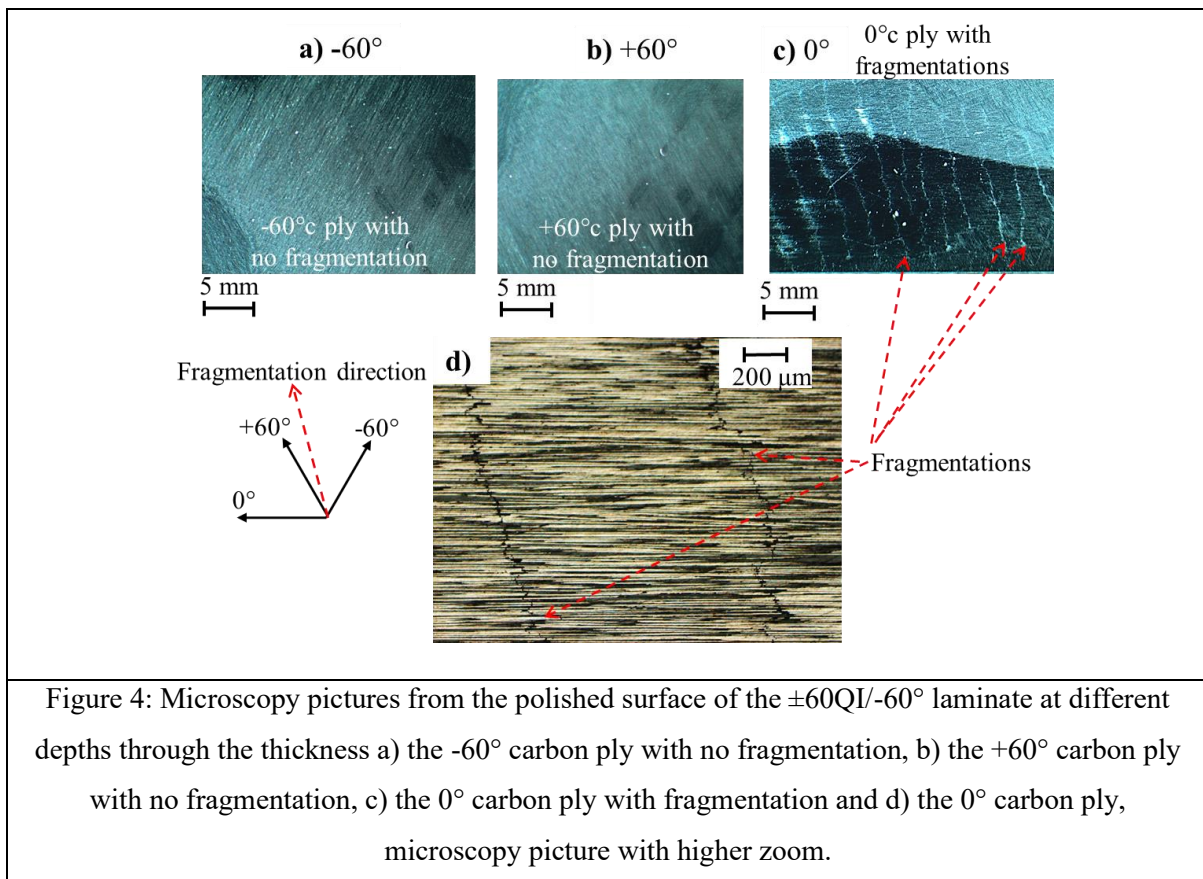 a) -60°
b) +60°
c) 0°
0°c ply with
fragmentations
-60°c ply with
no fragmentation
+60°c ply with
no fragmentation
5 mm
5 mm
5 mm
d)
200 μm
Fragmentation direction
+60°
-60°
0°
Fragmentations
Figure 4: Microscopy pictures from the polished surface of the ±60QI/-60° laminate at different
depths through the thickness a) the -60° carbon ply with no fragmentation, b) the +60° carbon ply
with no fragmentation, c) the 0° carbon ply with fragmentation and d) the 0° carbon ply,
microscopy picture with higher zoom.